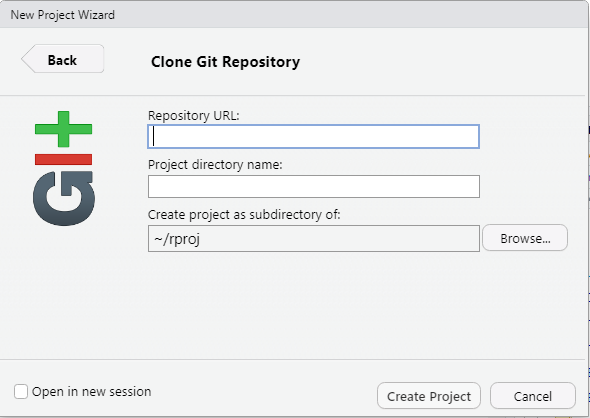 New Project Wizard
Back
Clone Git Repository
Repository URL:
Project directory name:
Create project as subdirectory of:
~/rproj
Browse...
GIt
Open in new session
Create Project
Cancel